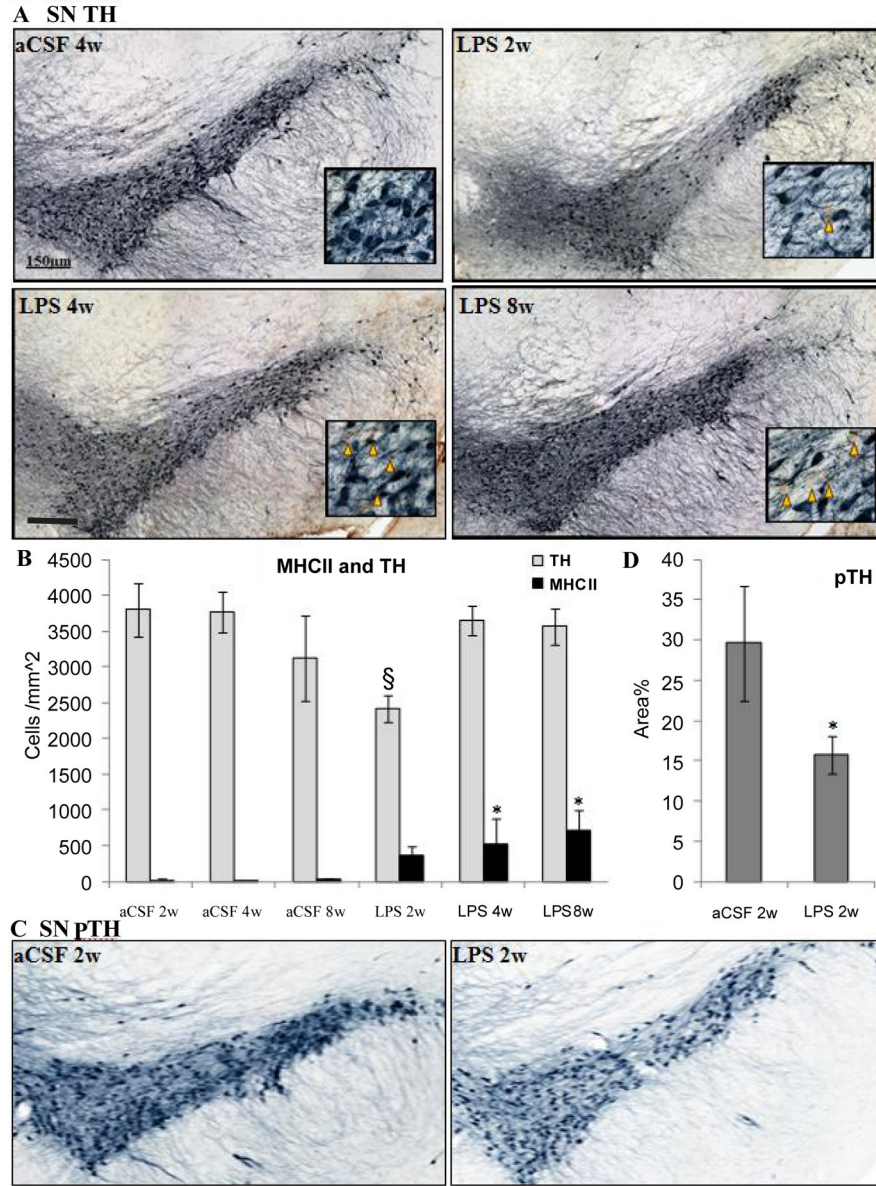 A SN TH
aCSF 4w
LPS 2w
150µm
LPS 4w
LPS 8w
B
MHCII and TH
TH
MHCII
Cells /mm^2
4500
4000
3500
3000
2500
2000
1500
1000
500
0
§
*
*
aCSF 2w
aCSF 4w
aCSF 8w
LPS 2w
LPS 4w
LPS8w
D
pTH
Area%
40
35
30
25
20
15
10
5
0
*
aCSF 2w
LPS 2w
C SN pTH
aCSF 2w
LPS 2w